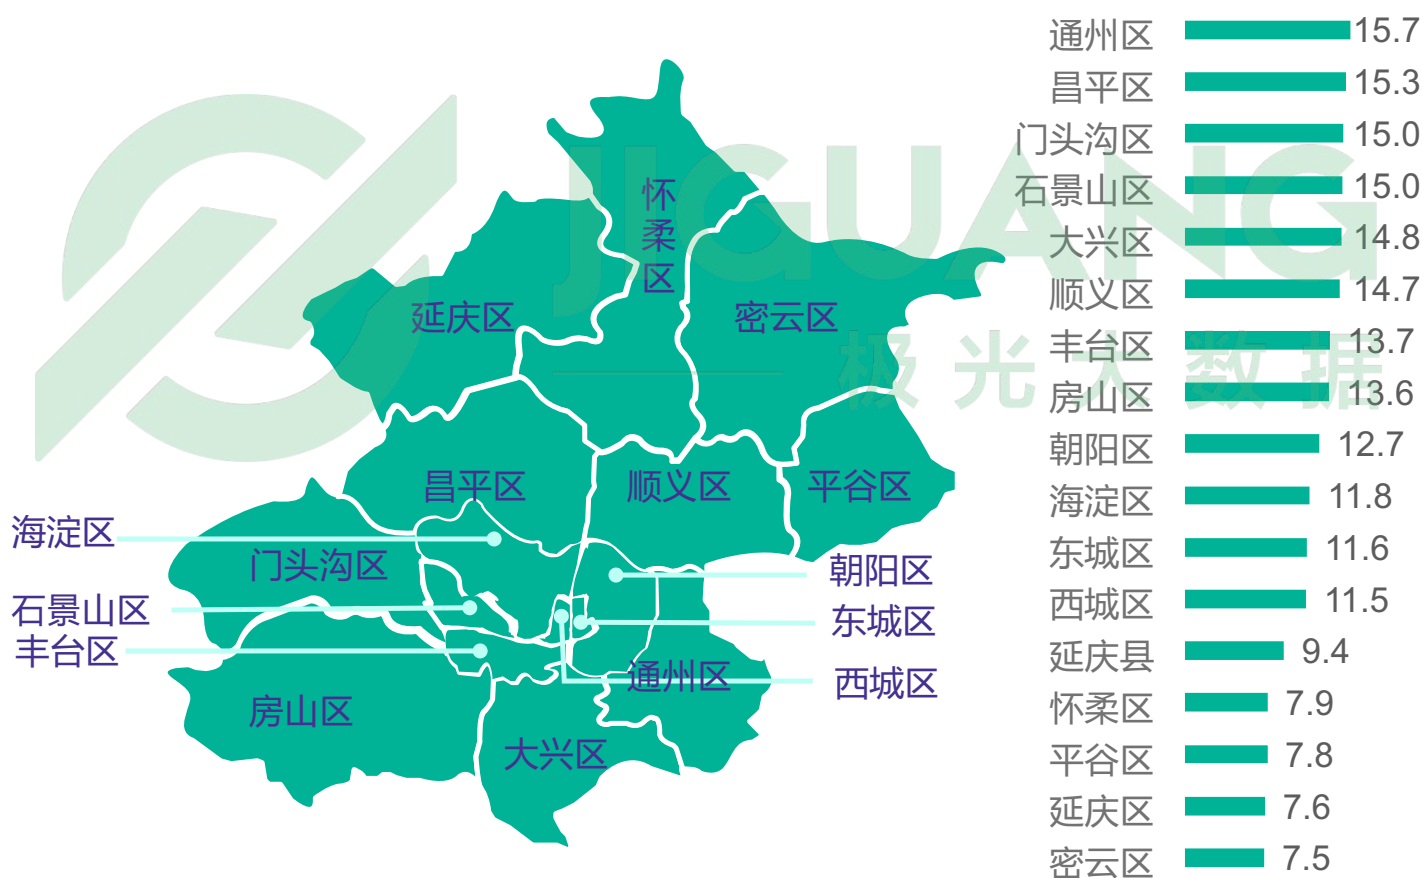 怀柔区
延庆区
密云区
昌平区
顺义区
平谷区
海淀区
门头沟区
朝阳区
石景山区
东城区
丰台区
通州区
西城区
房山区
大兴区
通州区 15.7
昌平区 15.3
门头沟区 15.0
石景山区 15.0
大兴区 14.8
顺义区 14.7
丰台区 13.7
房山区 13.6
朝阳区 12.7
海淀区 11.8
东城区 11.6
西城区 11.5
延庆县 9.4
怀柔区 7.9
平谷区 7.8
延庆区 7.6
密云区 7.5
JIGUANG
极光大数据